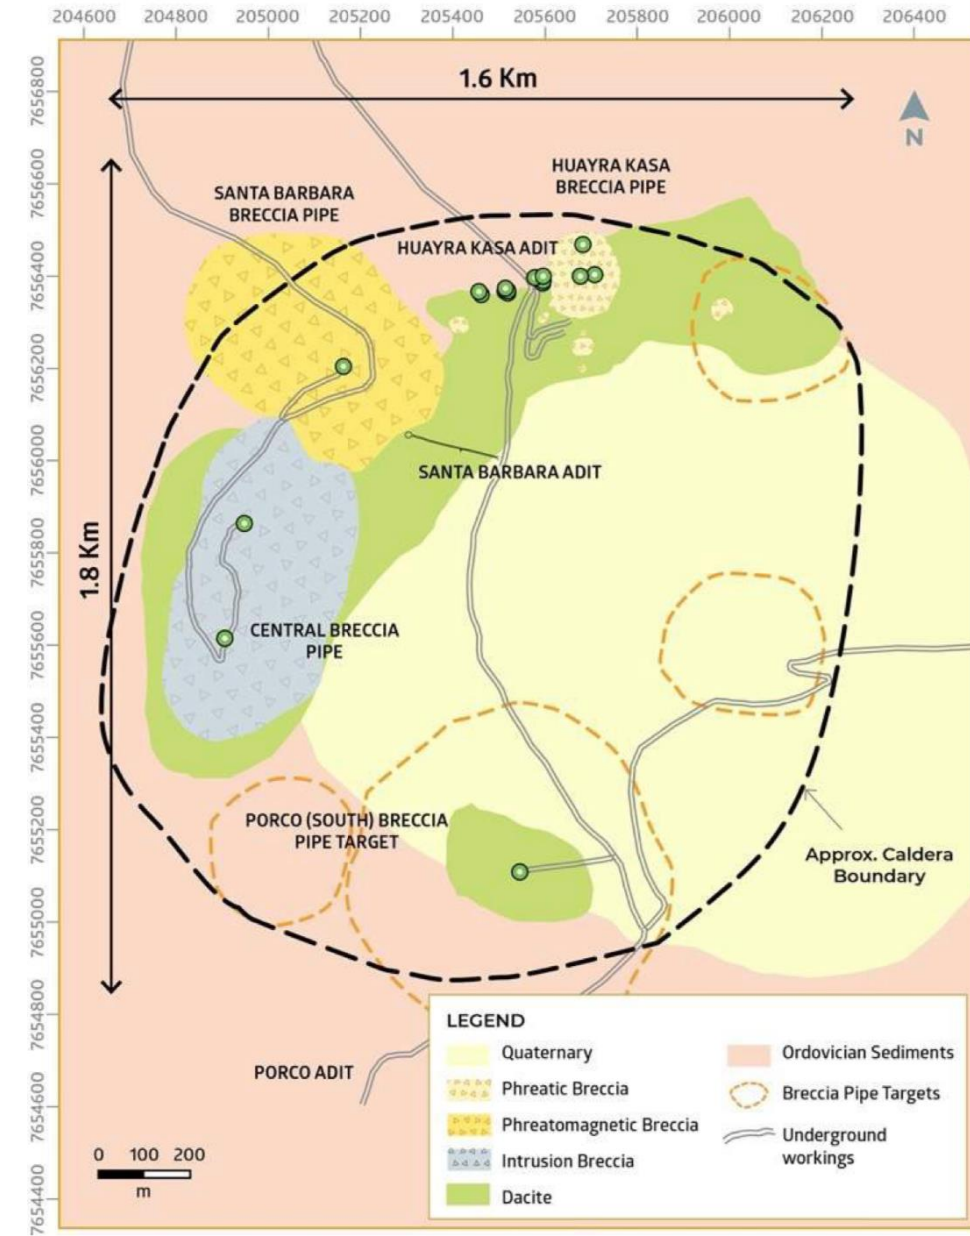 204600 204800 205000 205200 205400 205600 205800 206000 206200 206400
7656800
7656600
7656400
7656200
7656000
7655800
7655600
7655400
7655200
7655000
7654800
7654600
7654400
1.6 Km
N
1.8 Km
SANTA BARBARA
BRECCIA PIPE
HUAYRA KASA
BRECCIA PIPE
HUAYRA KASA ADIT
SANTA BARBARA ADIT
CENTRAL BRECCIA
PIPE
PORCO (SOUTH) BRECCIA
PIPE TARGET
Approx. Caldera
Boundary
PORCO ADIT
0 100 200
m
LEGEND
Quaternary
Phreatic Breccia
Phreatomagnetic Breccia
Intrusion Breccia
Dacite
Ordovician Sediments
Breccia Pipe Targets
Underground
workings